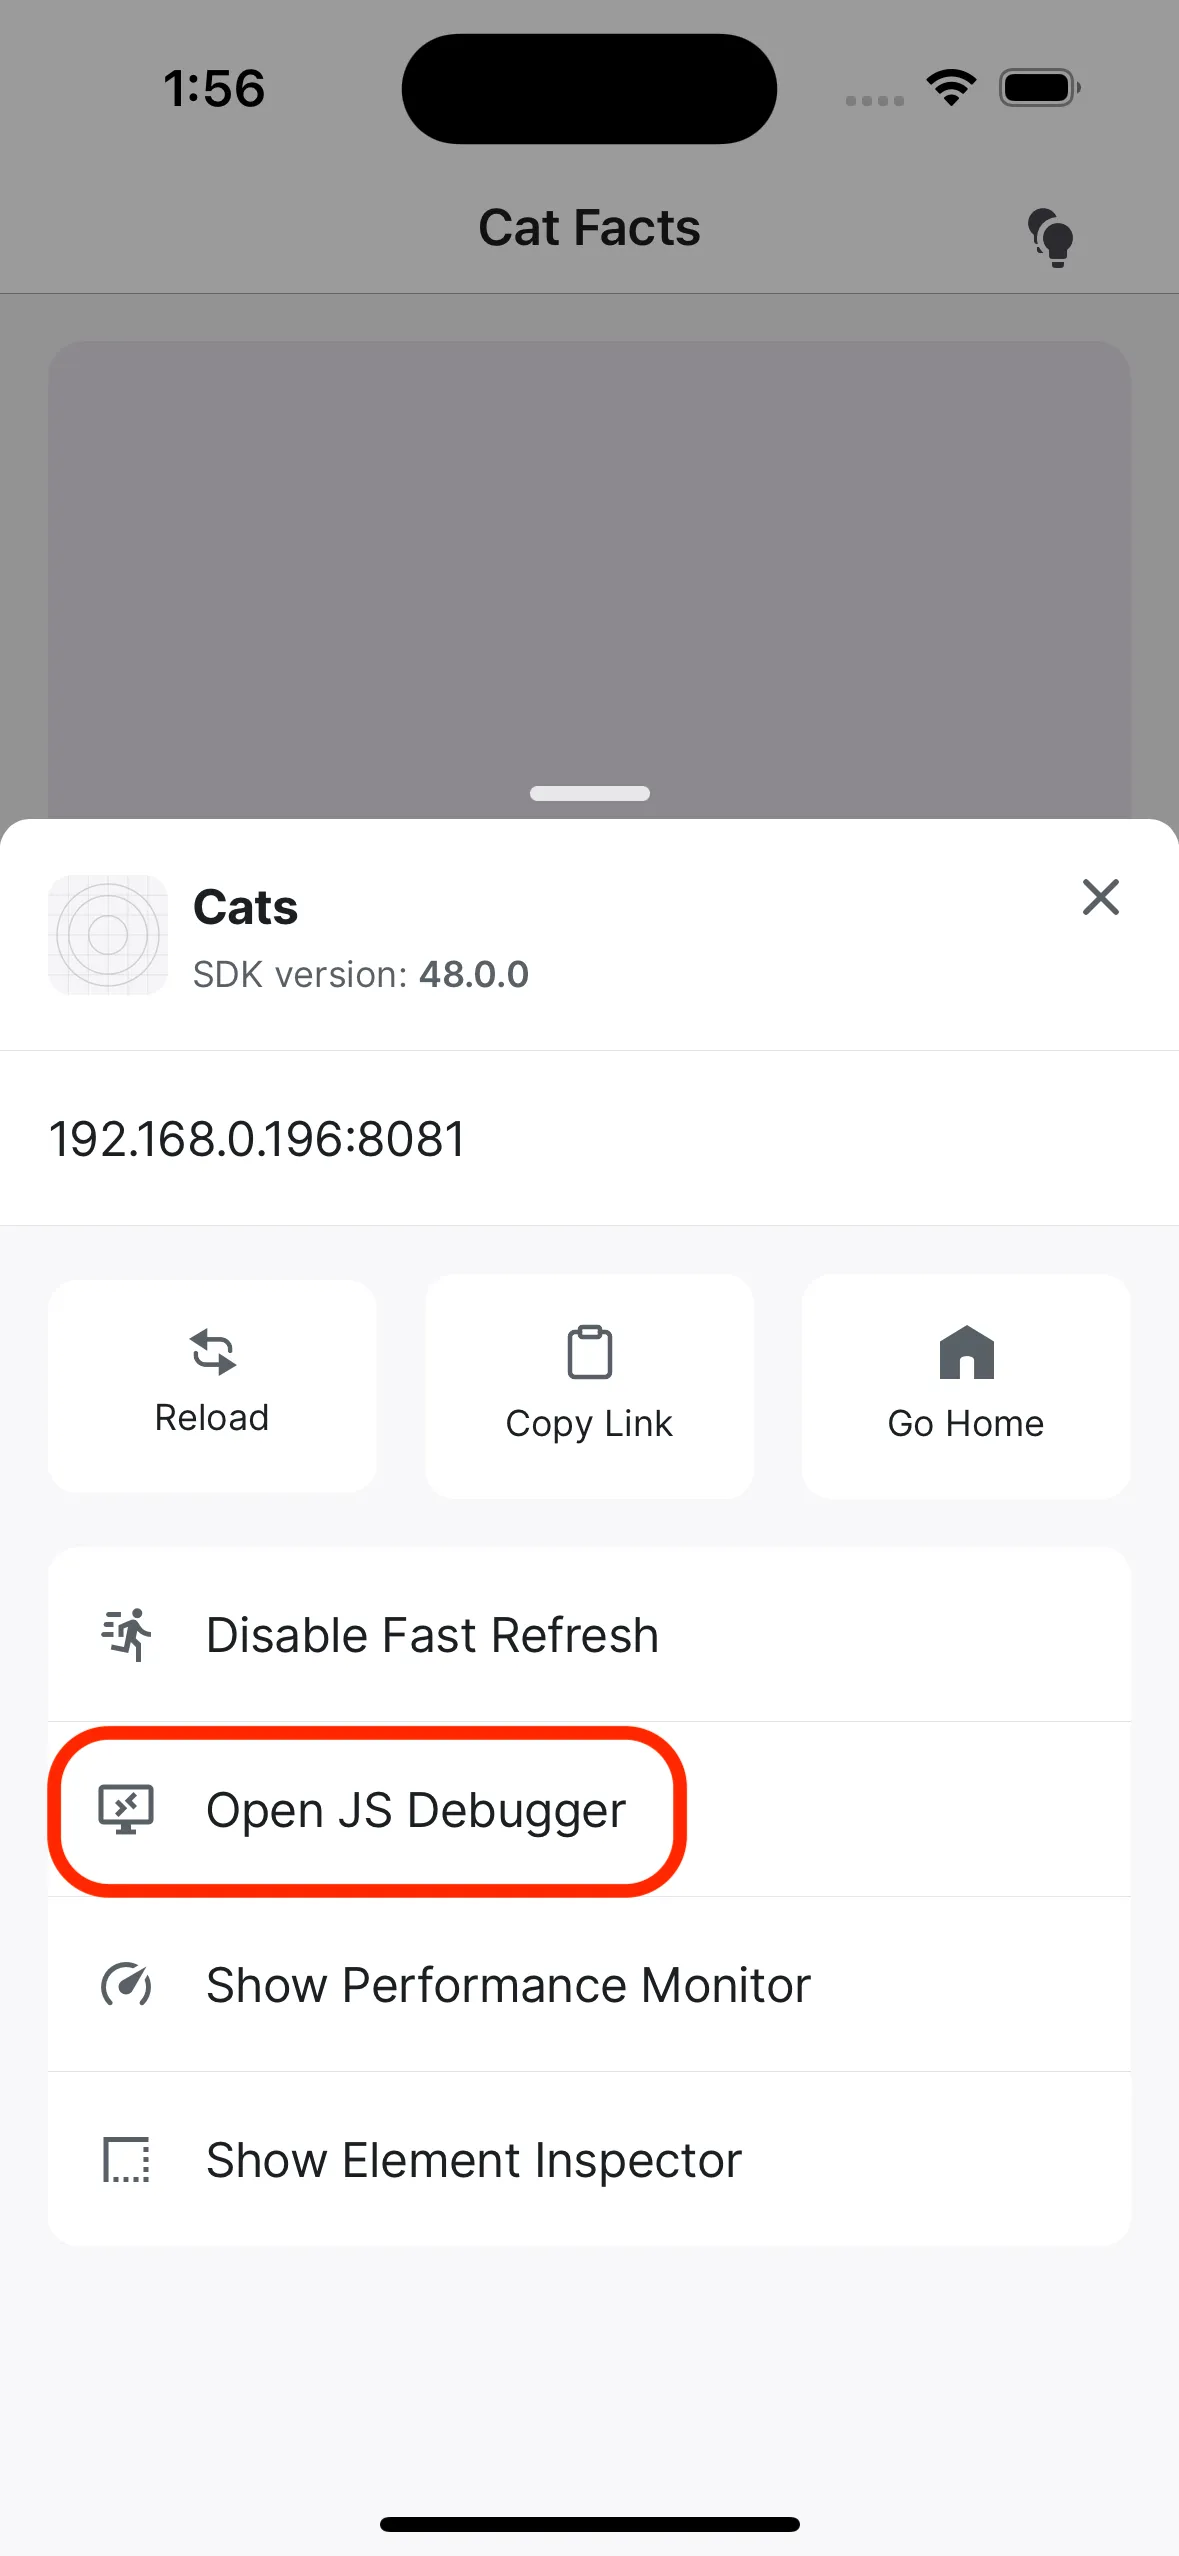 1:56
Cat Facts
Cats
SDK version: 48.0.0
192.168.0.196:8081
Reload
Copy Link
Go Home
Disable Fast Refresh
Open JS Debugger
Show Performance Monitor
Show Element Inspector